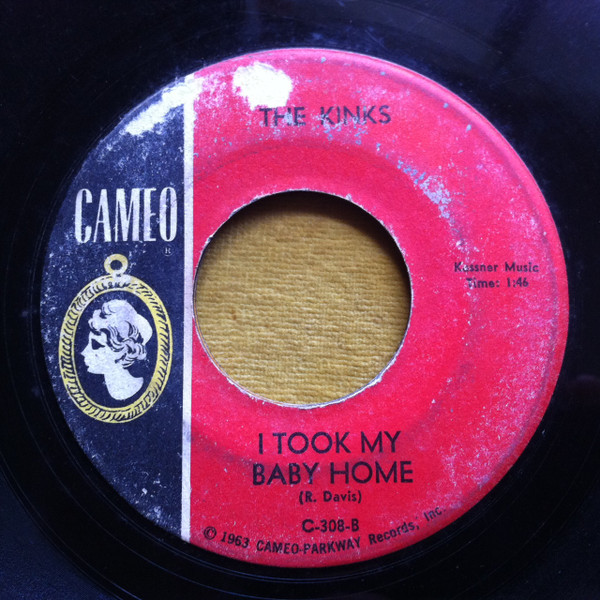 THE KINKS
CAMEO
R
Kassner Music
Time: 1:46
I TOOK MY
BABY HOME
(R. Davis)
C-308-B
© 1963 CAMEO-PARKWAY Records, Inc.